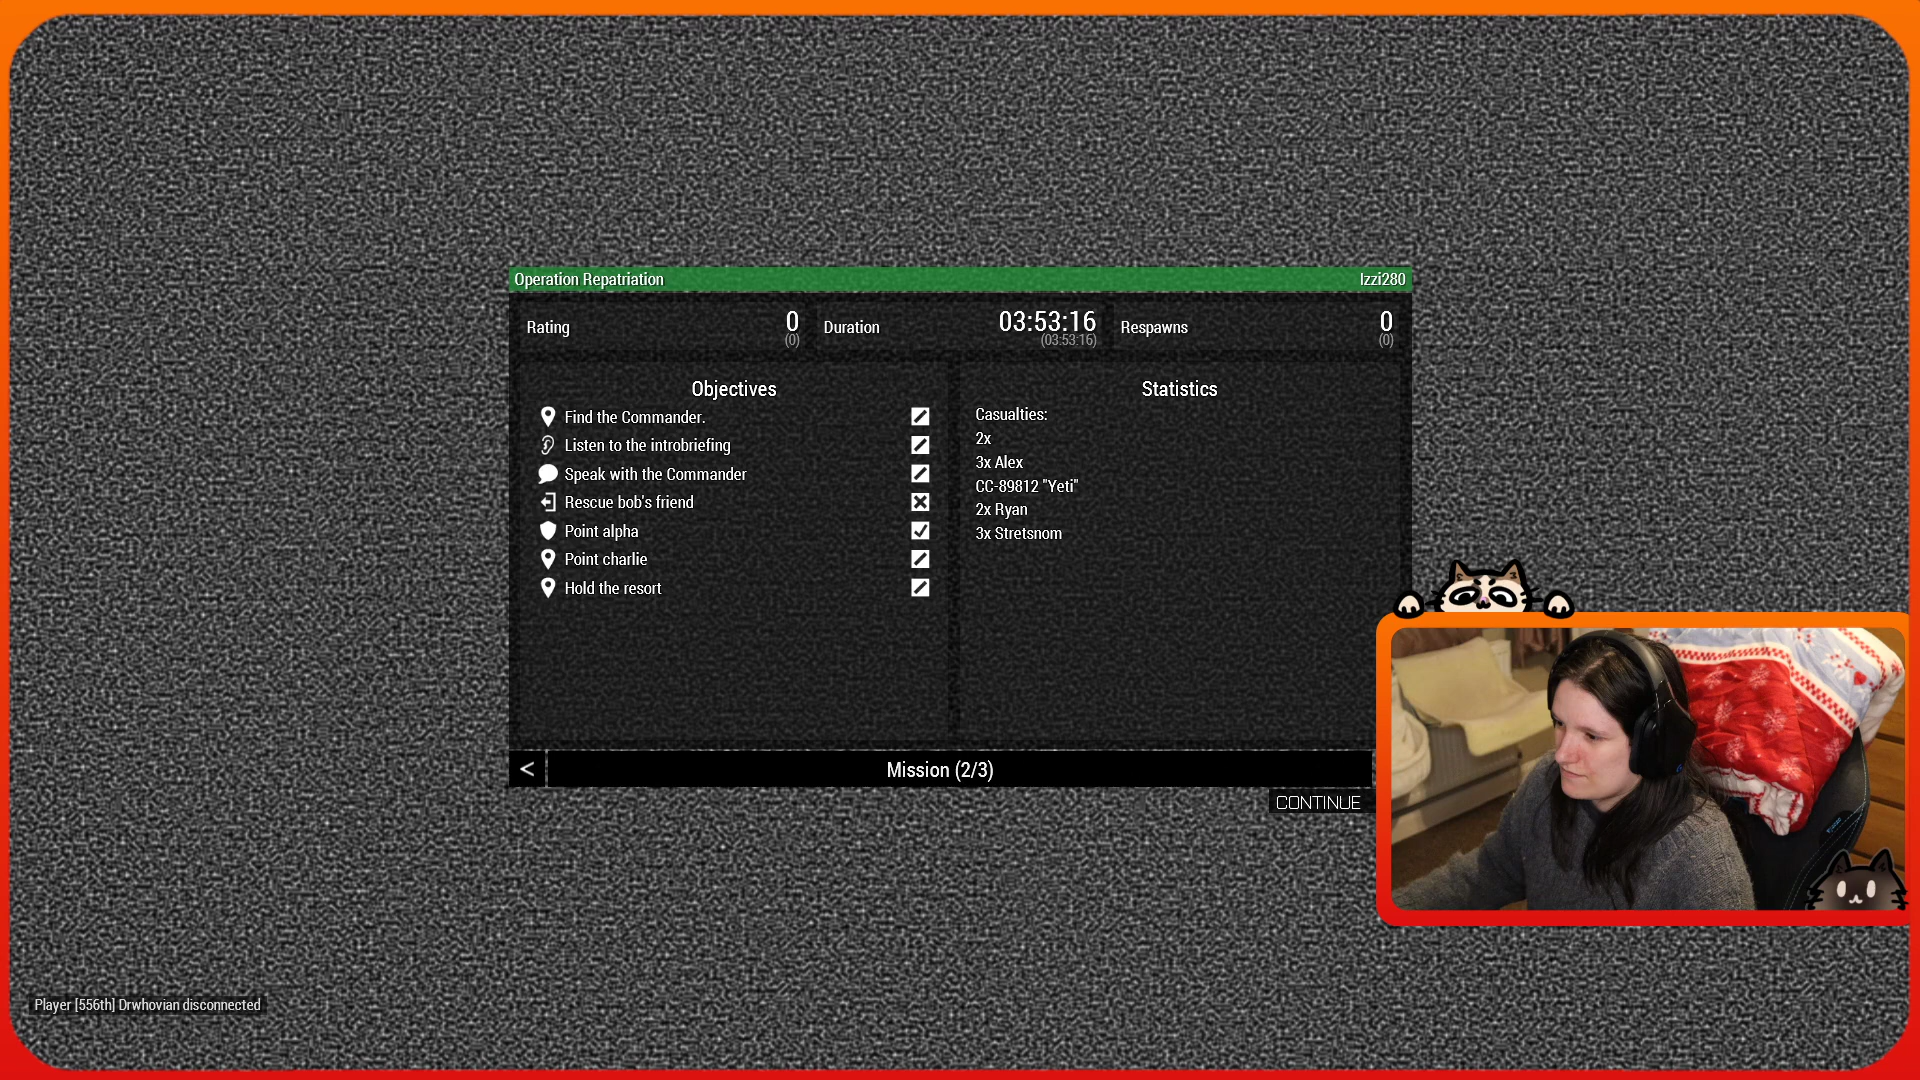 Operation Repatriation
Izzi280
Rating
0
(0)
Duration
03:53:16
(03:53:16)
Respawns
0
(0)
Objectives
Find the Commander.
Listen to the introbriefing
Speak with the Commander
Rescue bob's friend
Point alpha
Point charlie
Hold the resort
Statistics
Casualties:
2x
3x Alex
CC-89812 "Yeti"
2x Ryan
3x Stretsnom
< Mission (2/3)
CONTINUE
Player [556th] Drwhovian disconnected